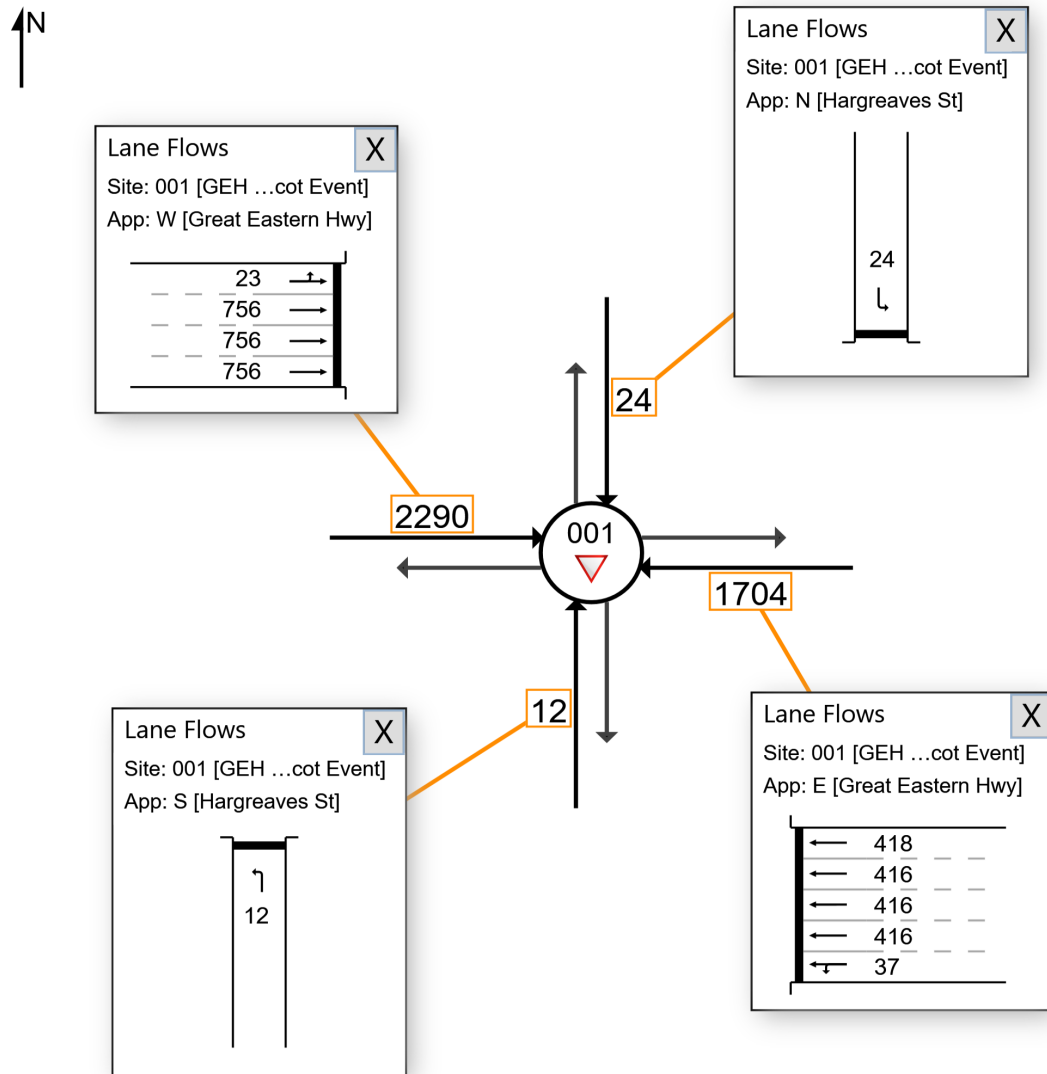 N
Lane Flows
X
Site: 001 [GEH ...cot Event]
App: N [Hargreaves St]
24
Lane Flows
X
Site: 001 [GEH ...cot Event]
App: W [Great Eastern Hwy]
23
756
756
756
24
2290
001
1704
12
Lane Flows
X
Site: 001 [GEH ...cot Event]
App: S [Hargreaves St]
12
Lane Flows
X
Site: 001 [GEH ...cot Event]
App: E [Great Eastern Hwy]
418
416
416
416
37